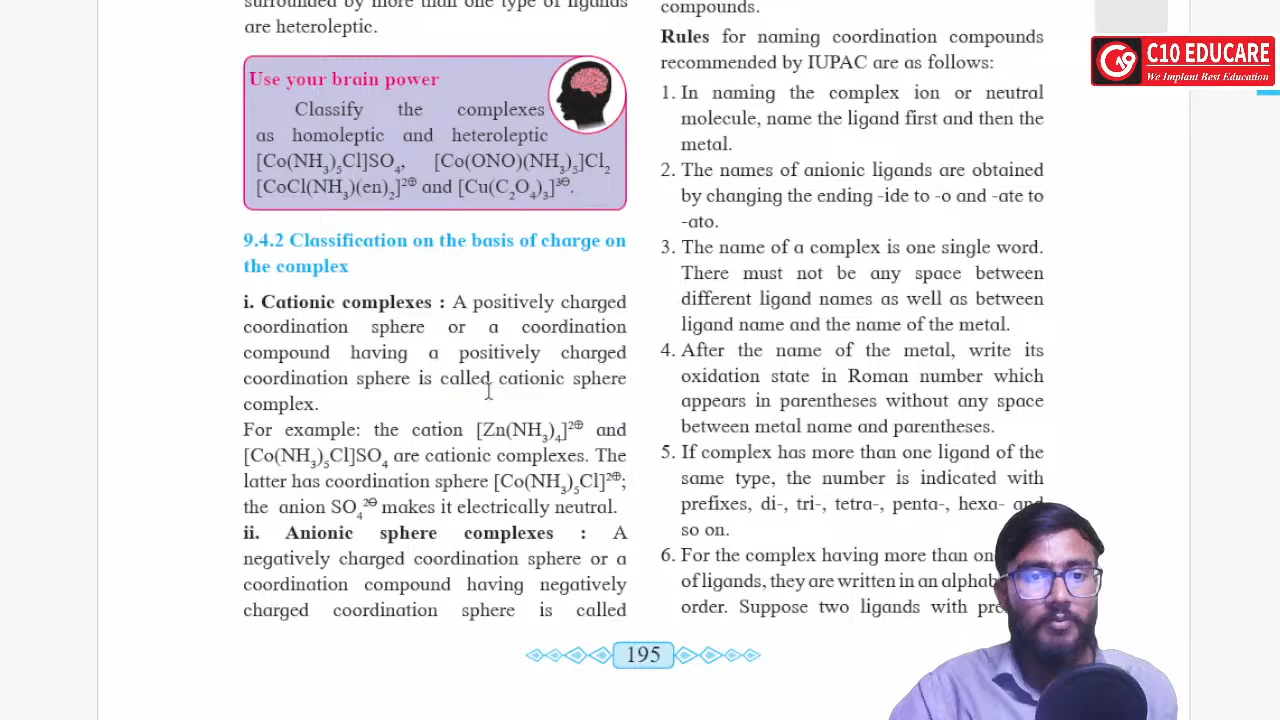 surrounded by more than one type of ligands
are heteroleptic.
Use your brain power
Classify the complexes
as homoleptic and heteroleptic
[Co(NH₃)₅Cl]SO₄, [Co(ONO)(NH₃)₅]Cl₂
[CoCl(NH₃)(en)₂]²⊕ and [Cu(C₂O₄)₃]³⊖.
9.4.2 Classification on the basis of charge on
the complex
i. Cationic complexes : A positively charged
coordination sphere or a coordination
compound having a positively charged
coordination sphere is called cationic sphere
complex.
For example: the cation [Zn(NH₃)₄]²⊕ and
[Co(NH₃)₅Cl]SO₄ are cationic complexes. The
latter has coordination sphere [Co(NH₃)₅Cl]²⊕;
the anion SO₄²⊖ makes it electrically neutral.
ii. Anionic sphere complexes : A
negatively charged coordination sphere or a
coordination compound having negatively
charged coordination sphere is called
compounds.
Rules for naming coordination compounds
recommended by IUPAC are as follows:
1. In naming the complex ion or neutral
molecule, name the ligand first and then the
metal.
2. The names of anionic ligands are obtained
by changing the ending -ide to -o and -ate to
-ato.
3. The name of a complex is one single word.
There must not be any space between
different ligand names as well as between
ligand name and the name of the metal.
4. After the name of the metal, write its
oxidation state in Roman number which
appears in parentheses without any space
between metal name and parentheses.
5. If complex has more than one ligand of the
same type, the number is indicated with
prefixes, di-, tri-, tetra-, penta-, hexa- and
so on.
6. For the complex having more than on
of ligands, they are written in an alphab
order. Suppose two ligands with pre
195
C10 EDUCARE
We Implant Best Education